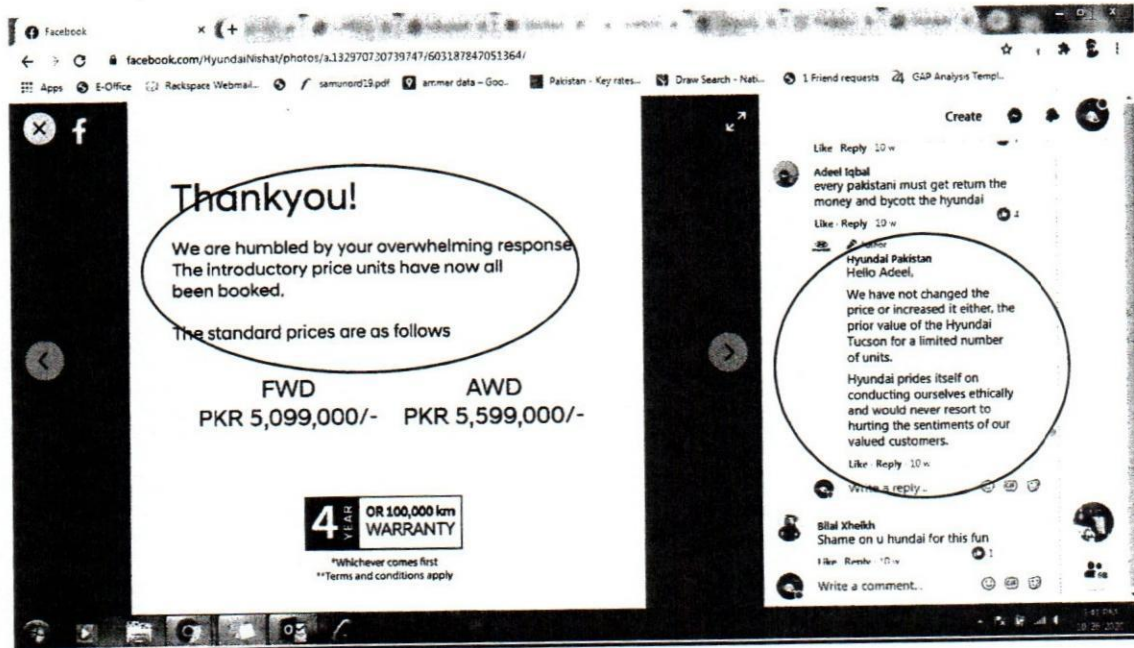 Facebook
facebook.com/HyundaiNishat/photos/a.132970730739747/603187847051364/
Apps E-Office Rackspace Webmail... samunord19.pdf ammer data – Goo... Pakistan - Key rates... Draw Search - Nati... 1 Friend requests GAP Analysis Templ...
Thankyou!
We are humbled by your overwhelming response
The introductory price units have now all
been booked.
The standard prices are as follows
FWD AWD
PKR 5,099,000/- PKR 5,599,000/-
4 YEAR OR 100,000 km
WARRANTY
*Whichever comes first
**Terms and conditions apply
Create
Like Reply 10 w
Adeel Iqbal
every pakistani must get return the
money and bycott the hyundai
Like · Reply · 10 w
4
Author
Hyundai Pakistan
Hello Adeel,
We have not changed the
price or increased it either, the
prior value of the Hyundai
Tucson for a limited number
of units.
Hyundai prides itself on
conducting ourselves ethically
and would never resort to
hurting the sentiments of our
valued customers.
Like · Reply · 10 w
Write a reply...
Bilal Xheikh
Shame on u hundai for this fun
1
Like · Reply · 10 w
Write a comment...